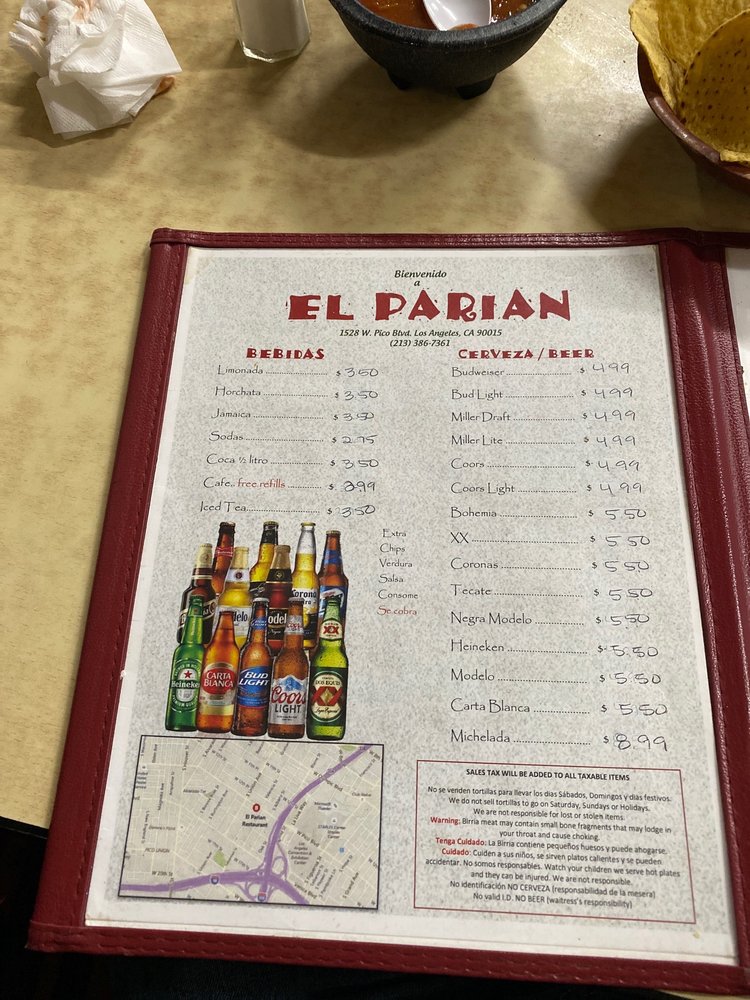 Bienvenido
a
EL PARIAN
1528 W. Pico Blvd. Los Angeles, CA 90015
(213) 386-7361
BEBIDAS
Limonada ............ $ 3.50
Horchata ............ $ 3.50
Jamaica ............ $ 3.50
Sodas ............ $ 2.75
Coca ½ litro ............ $ 3.50
Cafe.. free refills ............ $ 3.99
Iced Tea ............ $ 3.50
Extra
Chips
Verdura
Salsa
Consome
Se cobra
CERVEZA / BEER
Budweiser ............ $ 4.99
Bud Light ............ $ 4.99
Miller Draft ............ $ 4.99
Miller Lite ............ $ 4.99
Coors ............ $ 4.99
Coors Light ............ $ 4.99
Bohemia ............ $ 5.50
XX ............ $ 5.50
Coronas ............ $ 5.50
Tecate ............ $ 5.50
Negra Modelo ............ $ 5.50
Heineken ............ $ 5.50
Modelo ............ $ 5.50
Carta Blanca ............ $ 5.50
Michelada ............ $ 8.99
Heineken
CARTA
BLANCA
BUD
LIGHT
Coors
LIGHT
XX
DOS EQUIS
XX
El Parian
Restaurant
PICO UNION
SALES TAX WILL BE ADDED TO ALL TAXABLE ITEMS
No se venden tortillas para llevar los dias Sábados, Domingos y dias festivos.
We do not sell tortillas to go on Saturday, Sundays or Holidays.
We are not responsible for lost or stolen items.
Warning: Birria meat may contain small bone fragments that may lodge in
your throat and cause choking.
Tenga Cuidado: La Birria contiene pequeños huesos y puede ahogarse.
Cuidado: Cuiden a sus niños, se sirven platos calientes y se pueden
accidentar. No somos responsables. Watch your children we serve hot plates
and they can be injured. We are not responsible.
No identificación NO CERVEZA (responsabilidad de la mesera)
No valid I.D. NO BEER (waitress's responsibility)